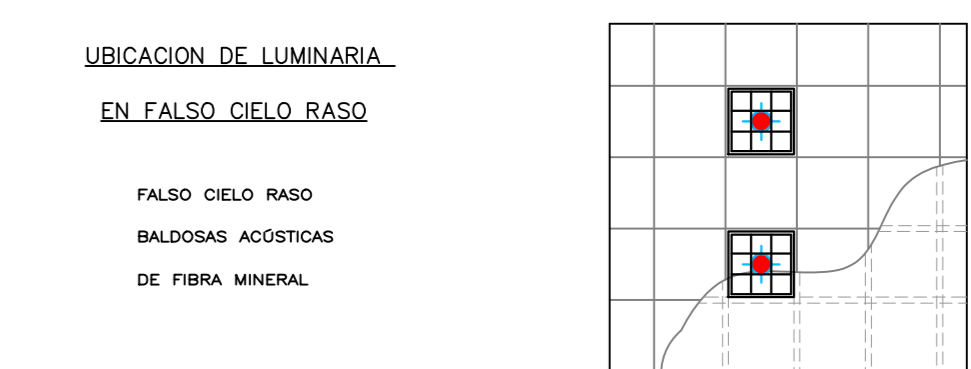 UBICACION DE LUMINARIA
EN FALSO CIELO RASO
FALSO CIELO RASO
BALDOSAS ACÚSTICAS
DE FIBRA MINERAL